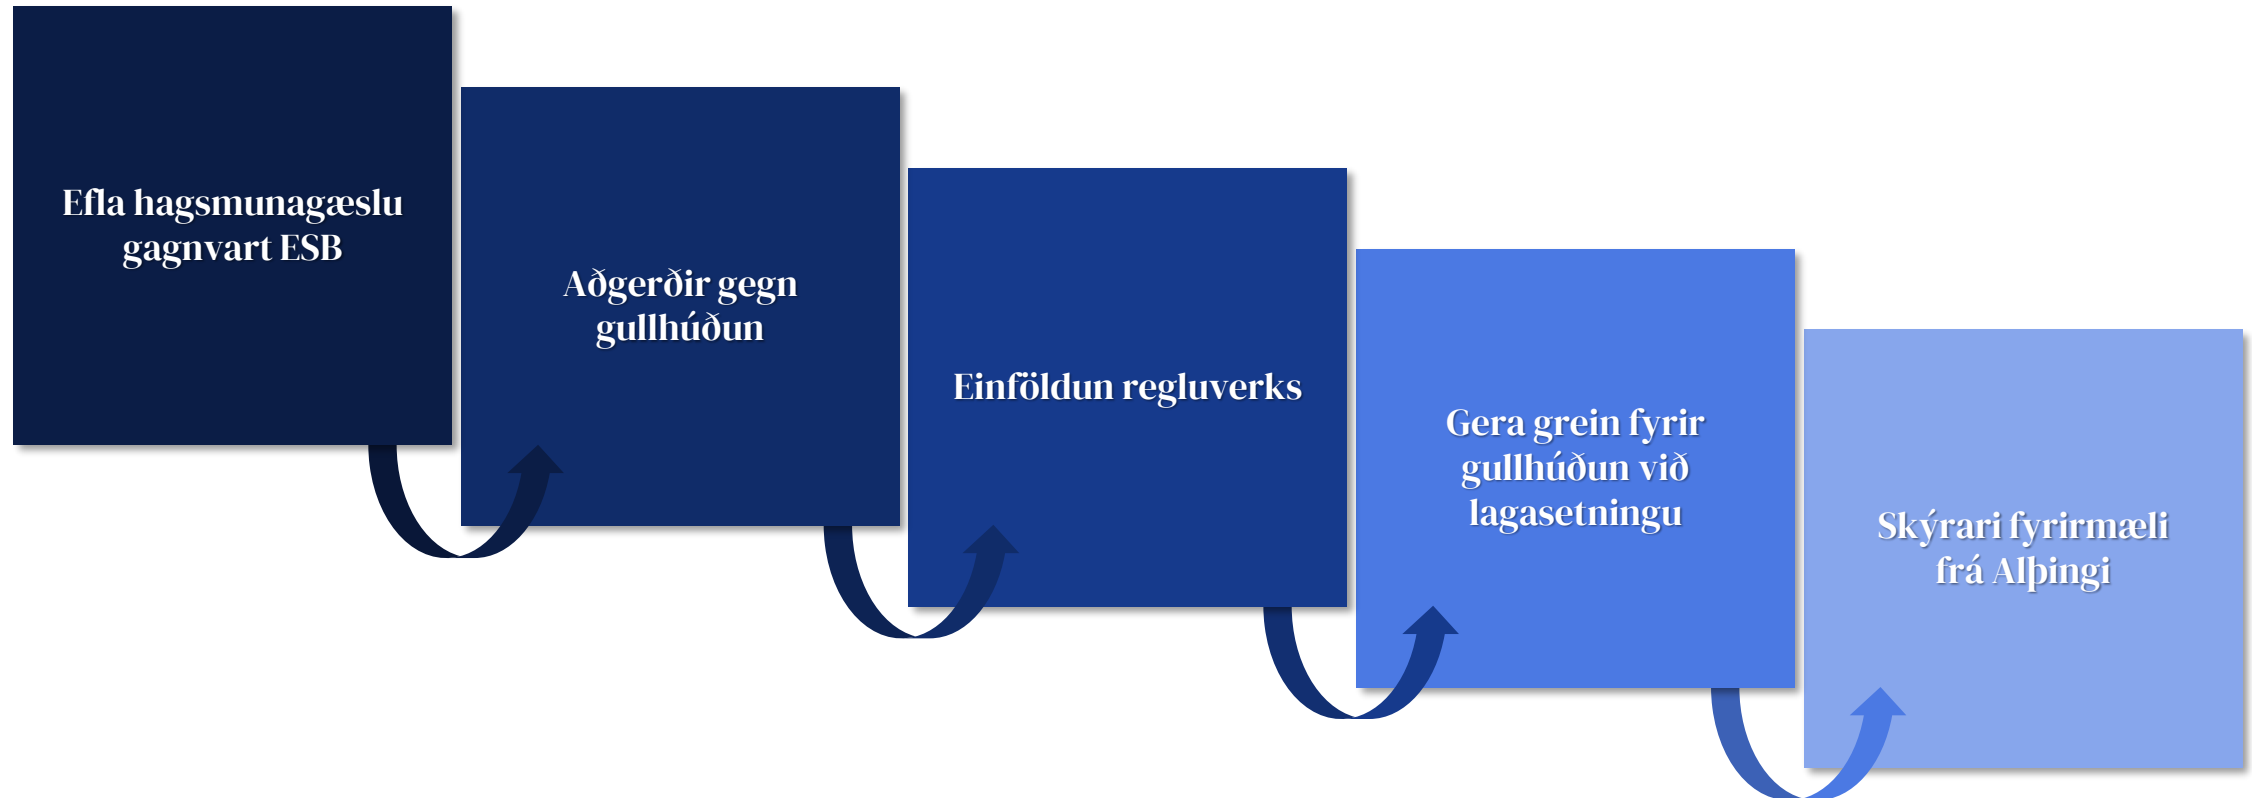 Efla hagsmunagæslu
gagnvart ESB
Aðgerðir gegn
gullhúðun
Einföldun regluverks
Gera grein fyrir
gullhúðun við
lagasetningu
Skýrari fyrirmæli
frá Alþingi